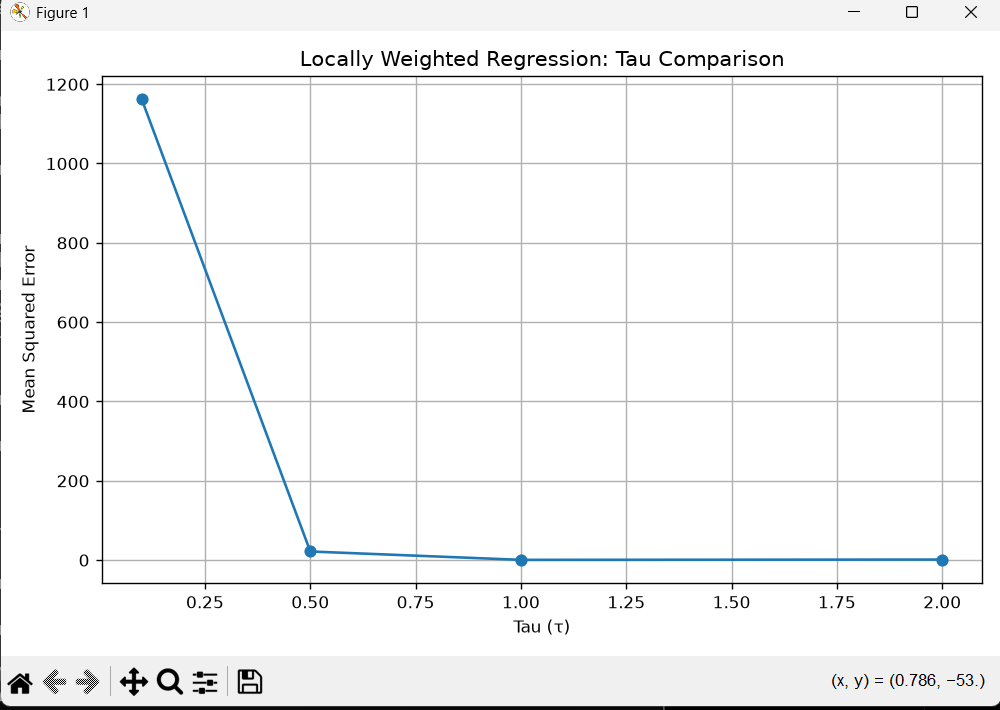 Figure 1
Locally Weighted Regression: Tau Comparison
1200
1000
800
600
400
200
0
Mean Squared Error
0.25 0.50 0.75 1.00 1.25 1.50 1.75 2.00
Tau (τ)
(x, y) = (0.786, −53.)